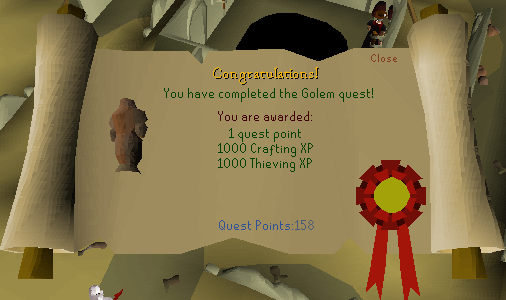 Congratulations!
Close
You have completed the Golem quest!
You are awarded:
1 quest point
1000 Crafting XP
1000 Thieving XP
Quest Points:158